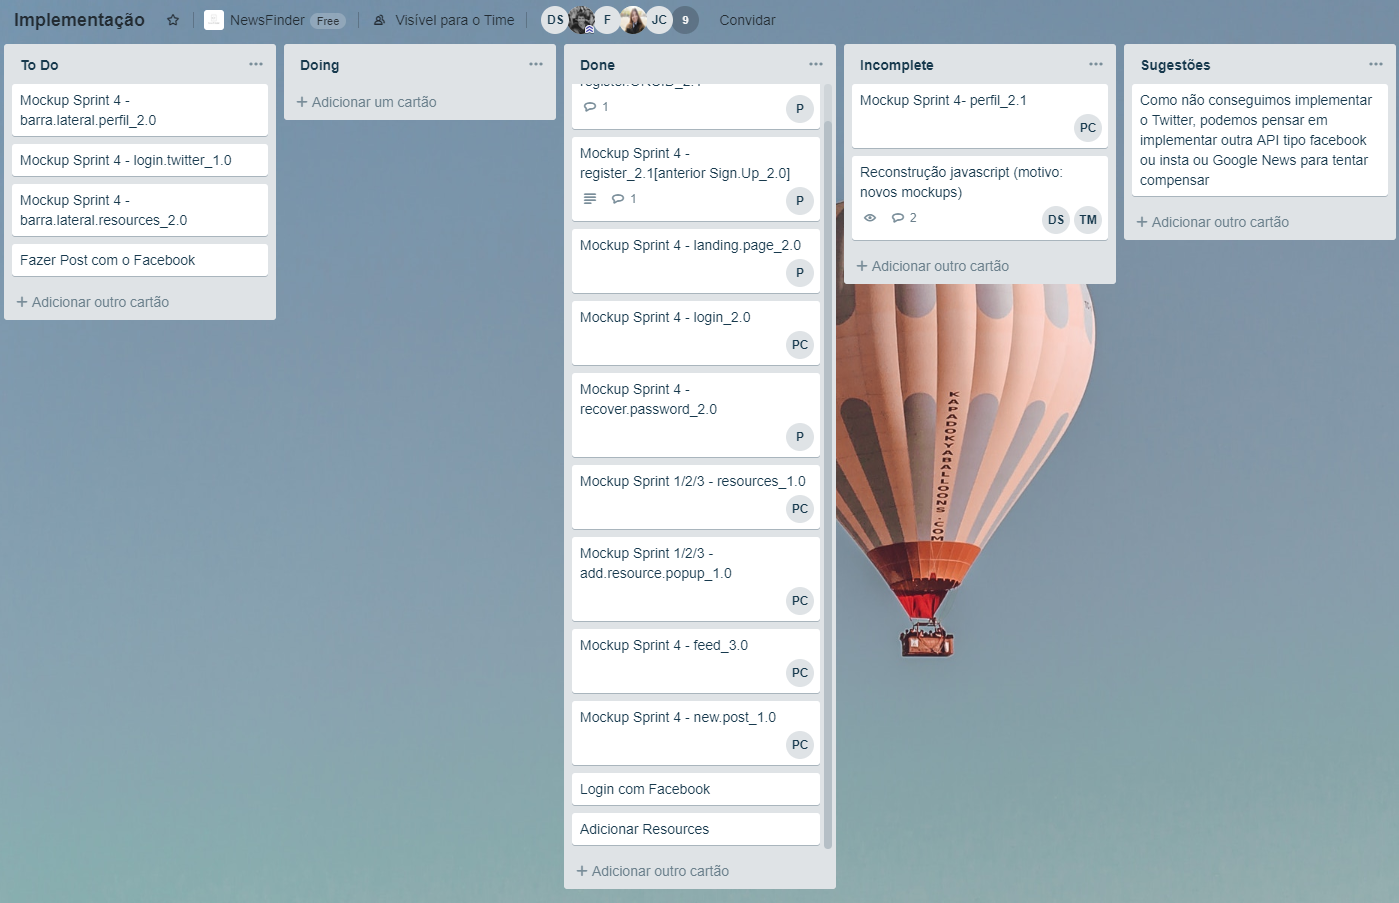 Implementação
NewsFinder Free
Visível para o Time
DS
F
JC
9
Convidar
To Do
Mockup Sprint 4 -
barra.lateral.perfil_2.0
Mockup Sprint 4 - login.twitter_1.0
Mockup Sprint 4 -
barra.lateral.resources_2.0
Fazer Post com o Facebook
+ Adicionar outro cartão
Doing
+ Adicionar um cartão
Done
1
P
Mockup Sprint 4 -
register_2.1[anterior Sign.Up_2.0]
1
P
Mockup Sprint 4 - landing.page_2.0
P
Mockup Sprint 4 - login_2.0
PC
Mockup Sprint 4 -
recover.password_2.0
P
Mockup Sprint 1/2/3 - resources_1.0
PC
Mockup Sprint 1/2/3 -
add.resource.popup_1.0
PC
Mockup Sprint 4 - feed_3.0
PC
Mockup Sprint 4 - new.post_1.0
PC
Login com Facebook
Adicionar Resources
+ Adicionar outro cartão
Incomplete
Mockup Sprint 4- perfil_2.1
PC
Reconstrução javascript (motivo:
novos mockups)
2
DS
TM
+ Adicionar outro cartão
Sugestões
Como não conseguimos implementar
o Twitter, podemos pensar em
implementar outra API tipo facebook
ou insta ou Google News para tentar
compensar
+ Adicionar outro cartão
KAPADOKYABALLOONS.COM